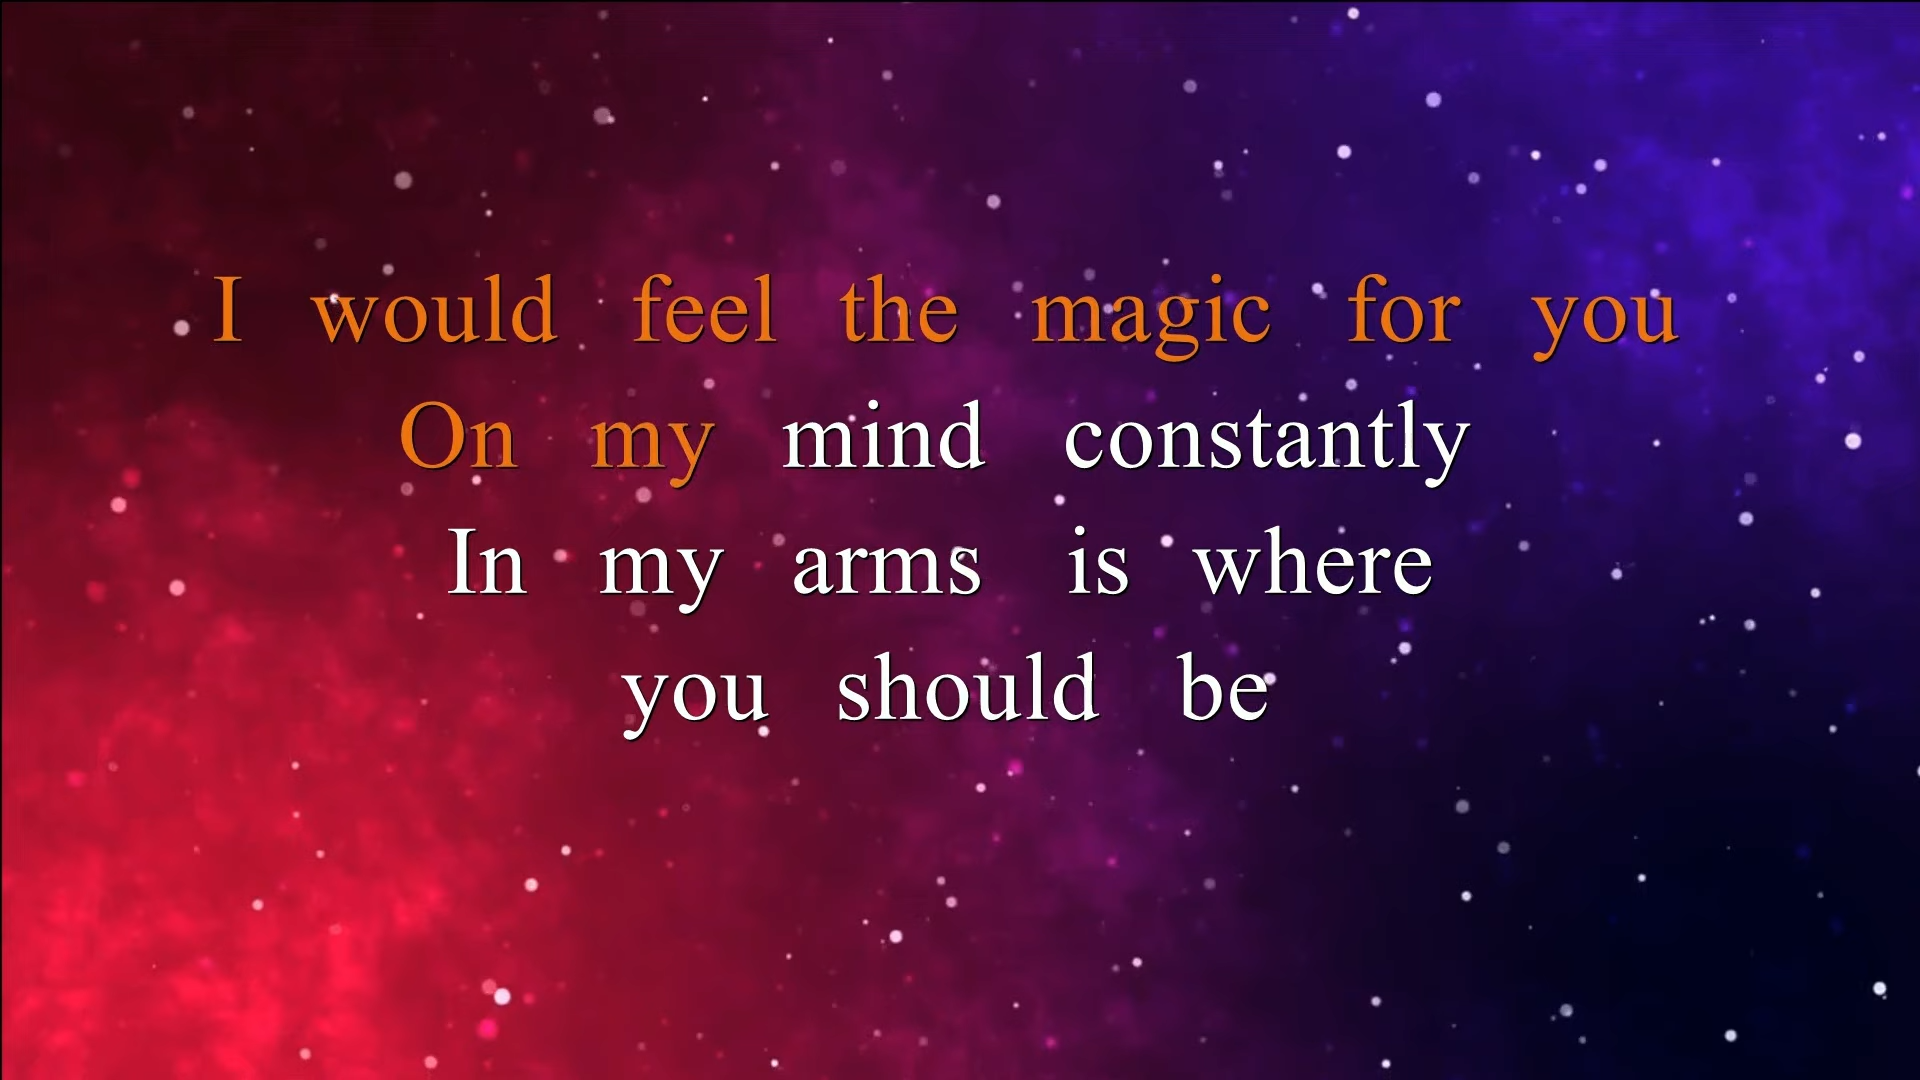 I would feel the magic for you
On my mind constantly
In my arms is where
you should be